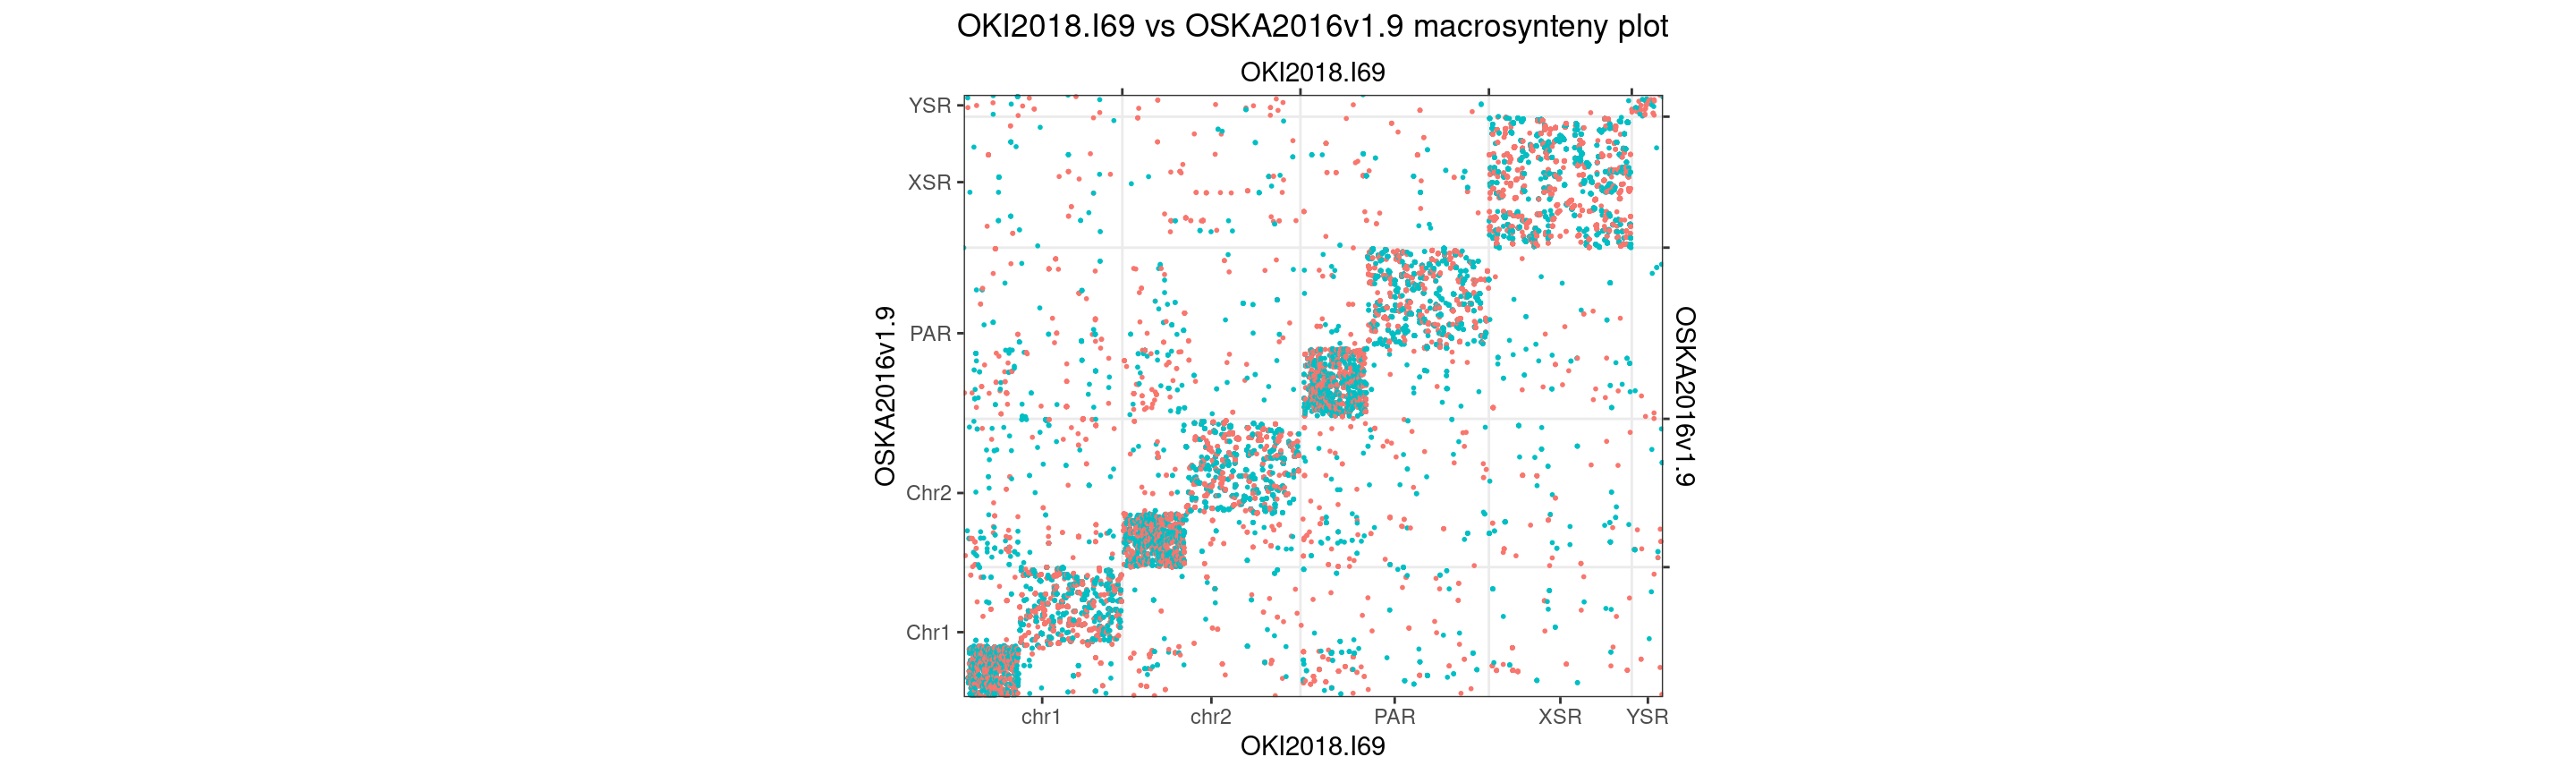 OKI2018.I69 vs OSKA2016v1.9 macrosynteny plot
OKI2018.I69
YSR
XSR
PAR
Chr2
Chr1
OSKA2016v1.9
OSKA2016v1.9
chr1 chr2 PAR XSR YSR
OKI2018.I69